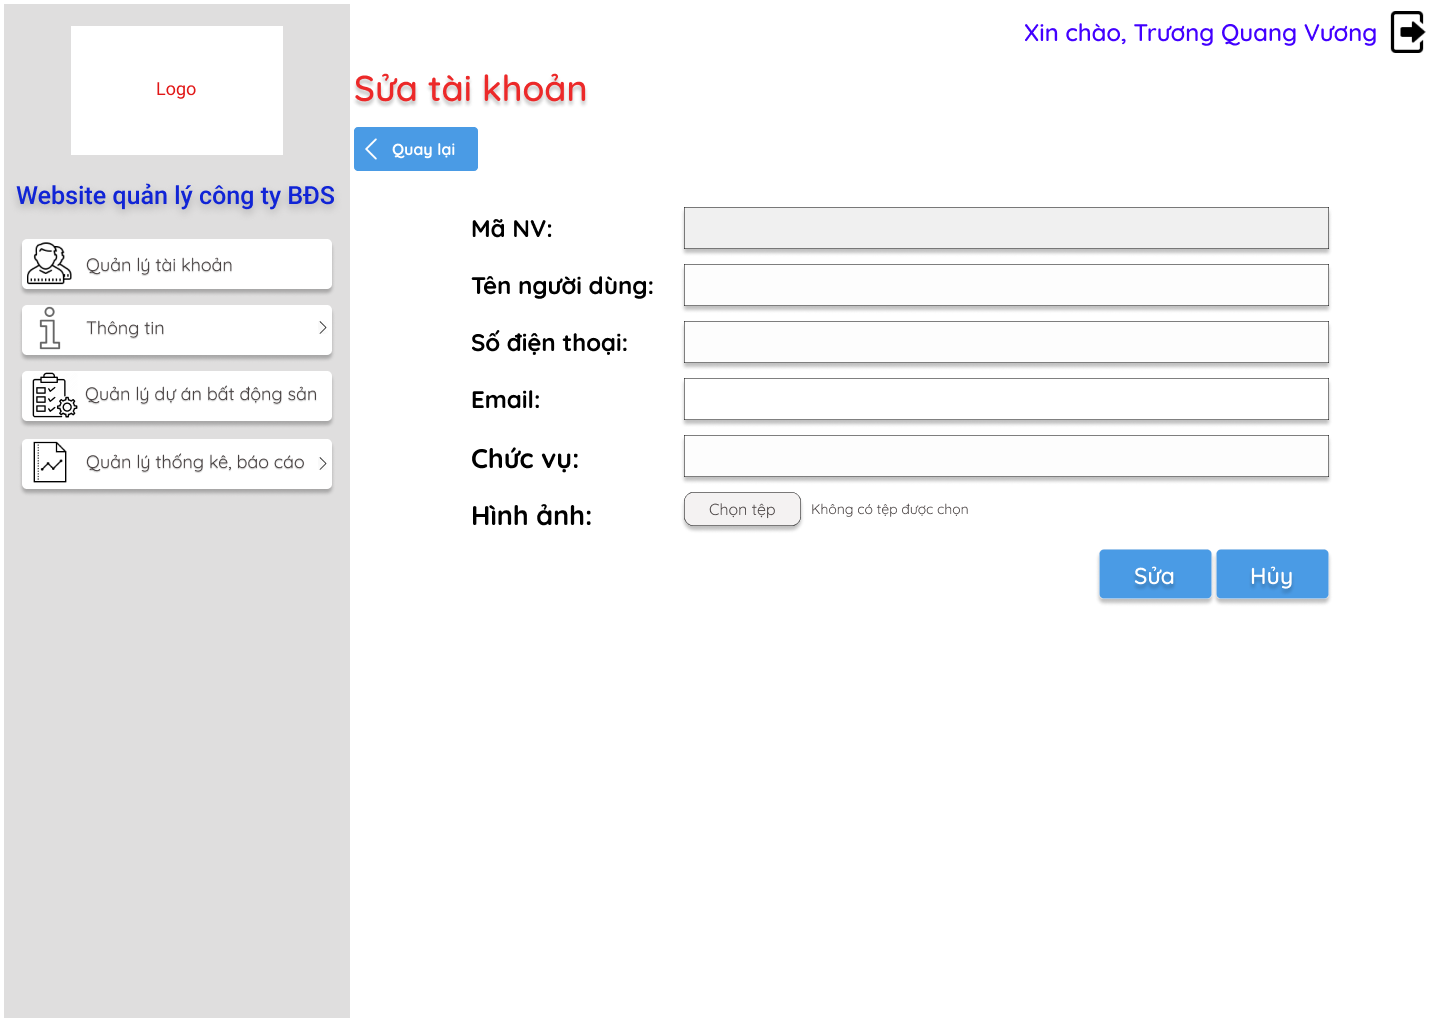 Xin chào, Trương Quang Vương
Logo
Website quản lý công ty BĐS
Quản lý tài khoản
Thông tin
Quản lý dự án bất động sản
Quản lý thống kê, báo cáo
Sửa tài khoản
Quay lại
Mã NV:
Tên người dùng:
Số điện thoại:
Email:
Chức vụ:
Hình ảnh:
Chọn tệp
Không có tệp được chọn
Sửa
Hủy